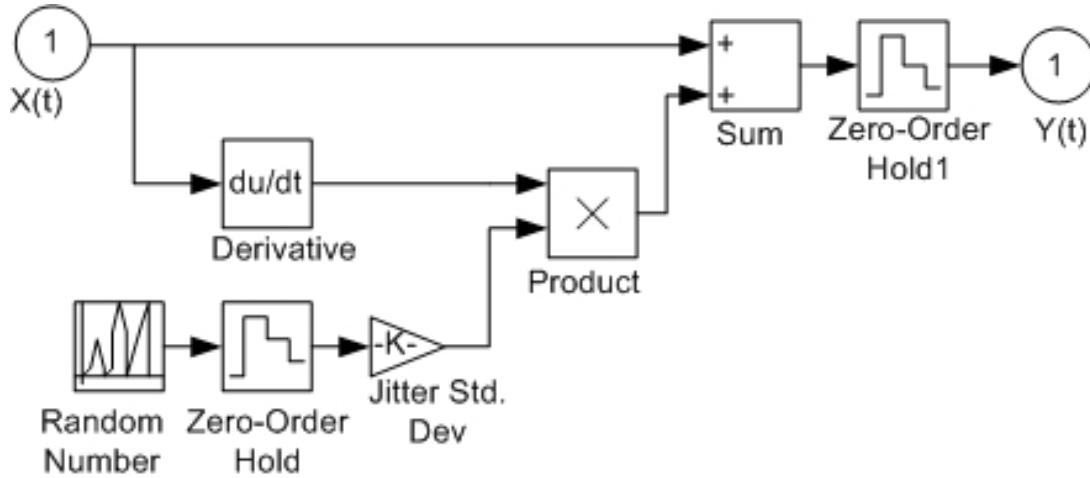 1
X(t)
+
+
Sum
Zero-Order
Hold1
1
Y(t)
du/dt
Derivative
×
Product
Random
Number
Zero-Order
Hold
-K-
Jitter Std.
Dev